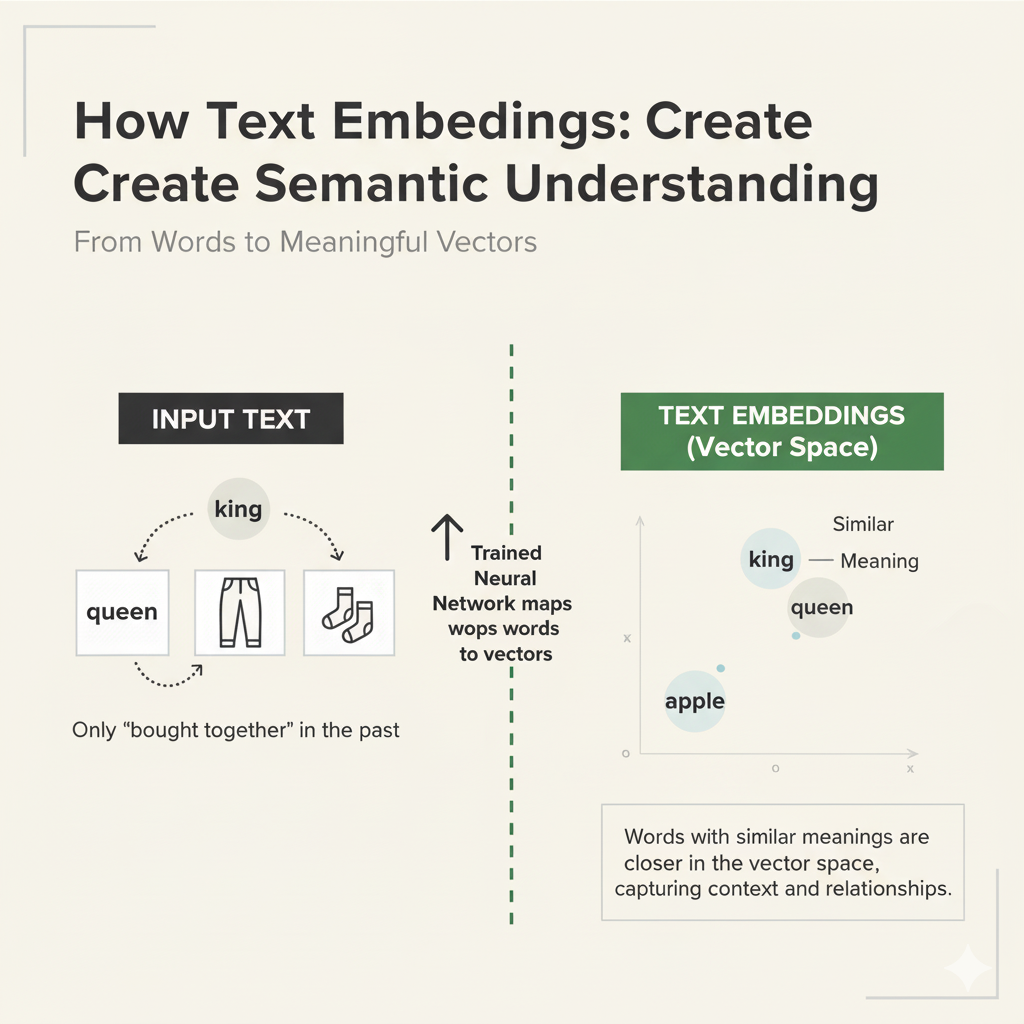 How Text Embedings: Create
Create Semantic Understanding
From Words to Meaningful Vectors
INPUT TEXT
king
queen
Only “bought together" in the past
Trained
Neural
Network maps
wops words
to vectors
TEXT EMBEDDINGS
(Vector Space)
Similar
king
Meaning
queen
x
apple
o
o
x
Words with similar meanings are
closer in the vector space,
capturing context and relationships.